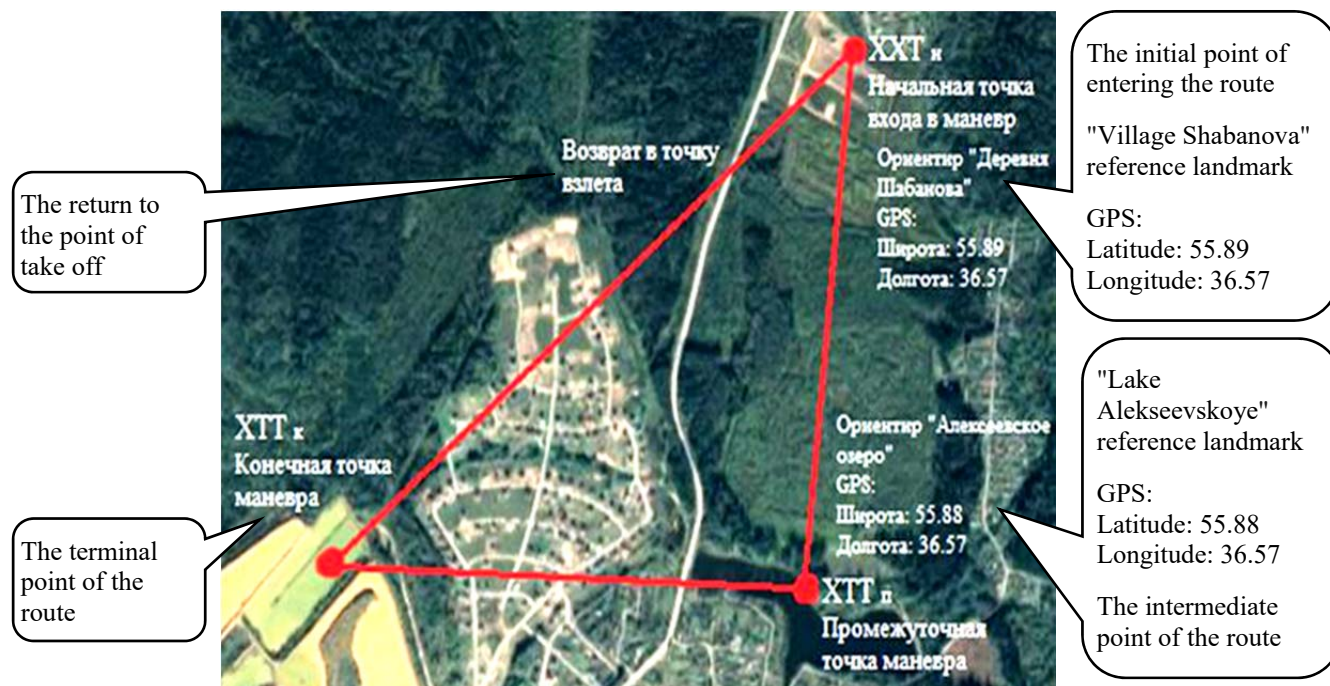 ХХТ н
Начальная точка
входа в маневр
Ориентир "Деревня
Шабанова"
GPS:
Широта: 55.89
Долгота: 36.57
The initial point of
entering the route
"Village Shabanova"
reference landmark
GPS:
Latitude: 55.89
Longitude: 36.57
Возврат в точку
взлета
The return to
the point of
take off
ХТТ к
Конечная точка
маневра
The terminal
point of the
route
Ориентир "Алексеевское
озеро"
GPS:
Широта: 55.88
Долгота: 36.57
ХТТ п
Промежуточная
точка маневра
"Lake
Alekseevskoye"
reference landmark
GPS:
Latitude: 55.88
Longitude: 36.57
The intermediate
point of the route